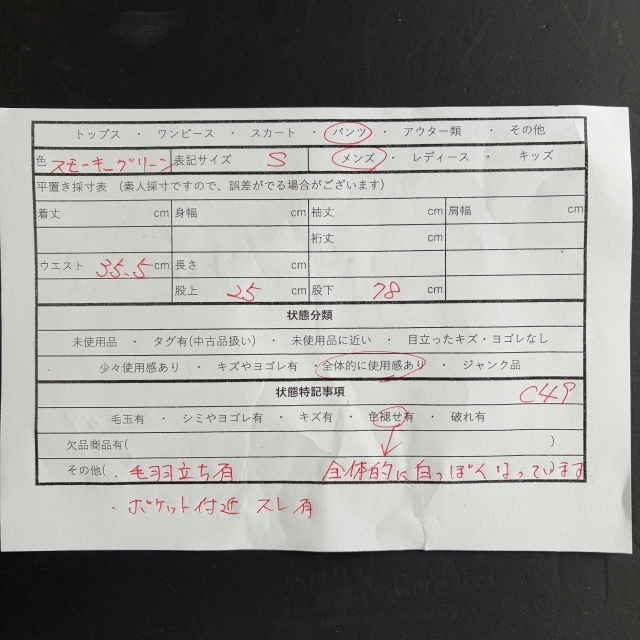 トップス ・ ワンピース ・ スカート ・ パンツ ・ アウター類 ・ その他
色 スモーキーグリーン 表記サイズ S メンズ ・ レディース ・ キッズ
平置き採寸表 （素人採寸ですので、誤差がでる場合がございます）
着丈 cm 身幅 cm 袖丈 cm 肩幅 cm
裄丈 cm
ウエスト 35.5 cm 長さ cm
股上 25 cm 股下 78 cm
状態分類
未使用品 ・ タグ有(中古品扱い) ・ 未使用品に近い ・ 目立ったキズ・ヨゴレなし
少々使用感あり ・ キズやヨゴレ有 ・ 全体的に使用感あり ・ ジャンク品
状態特記事項 C49
毛玉有 ・ シミやヨゴレ有 ・ キズ有 ・ 色褪せ有 ・ 破れ有
欠品商品有( )
その他( ・毛羽立ち有 全体的に白っぽくなっています
・ポケット付近 スレ有